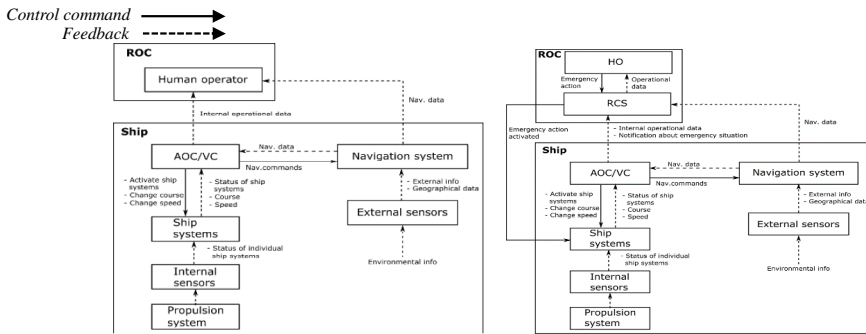 Control command
Feedback
ROC
Human operator
Internal operational data
Nav. data
Ship
AOC/VC
Nav. data
Nav.commands
Navigation system
- Activate ship
systems
- Change course
- Change speed
- Status of ship
systems
- Course
- Speed
- External info
- Geographical data
External sensors
Ship
systems
- Status of individual
ship systems
Environmental info
Internal
sensors
Propulsion
system
ROC
HO
Emergency
action
Operational
data
RCS
Nav. data
Emergency action
activated
- Internal operational data
- Notification about emergency situation
Ship
AOC/VC
Nav. data
Nav.commands
Navigation system
- Activate ship
systems
- Change course
- Change speed
- Status of ship
systems
- Course
- Speed
- External info
- Geographical data
External sensors
Ship
systems
- Status of individual
ship systems
Environmental info
Internal
sensors
Propulsion
system